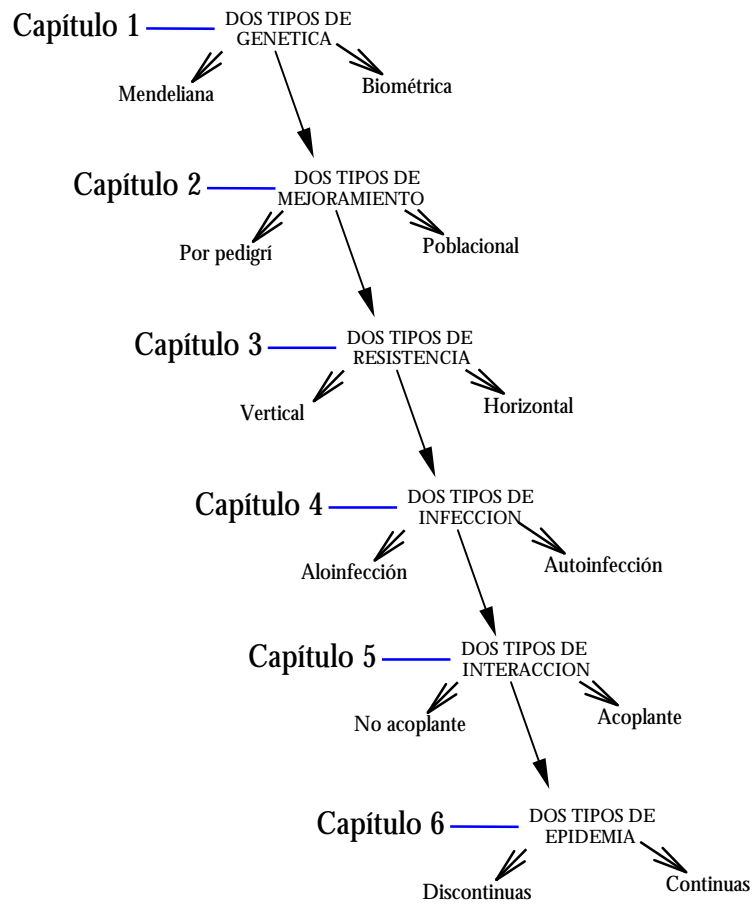 Capítulo 1
DOS TIPOS DE
GENETICA
Mendeliana
Biométrica
Capítulo 2
DOS TIPOS DE
MEJORAMIENTO
Por pedigrí
Poblacional
Capítulo 3
DOS TIPOS DE
RESISTENCIA
Vertical
Horizontal
Capítulo 4
DOS TIPOS DE
INFECCION
Aloinfección
Autoinfección
Capítulo 5
DOS TIPOS DE
INTERACCION
No acoplante
Acoplante
Capítulo 6
DOS TIPOS DE
EPIDEMIA
Discontinuas
Continuas